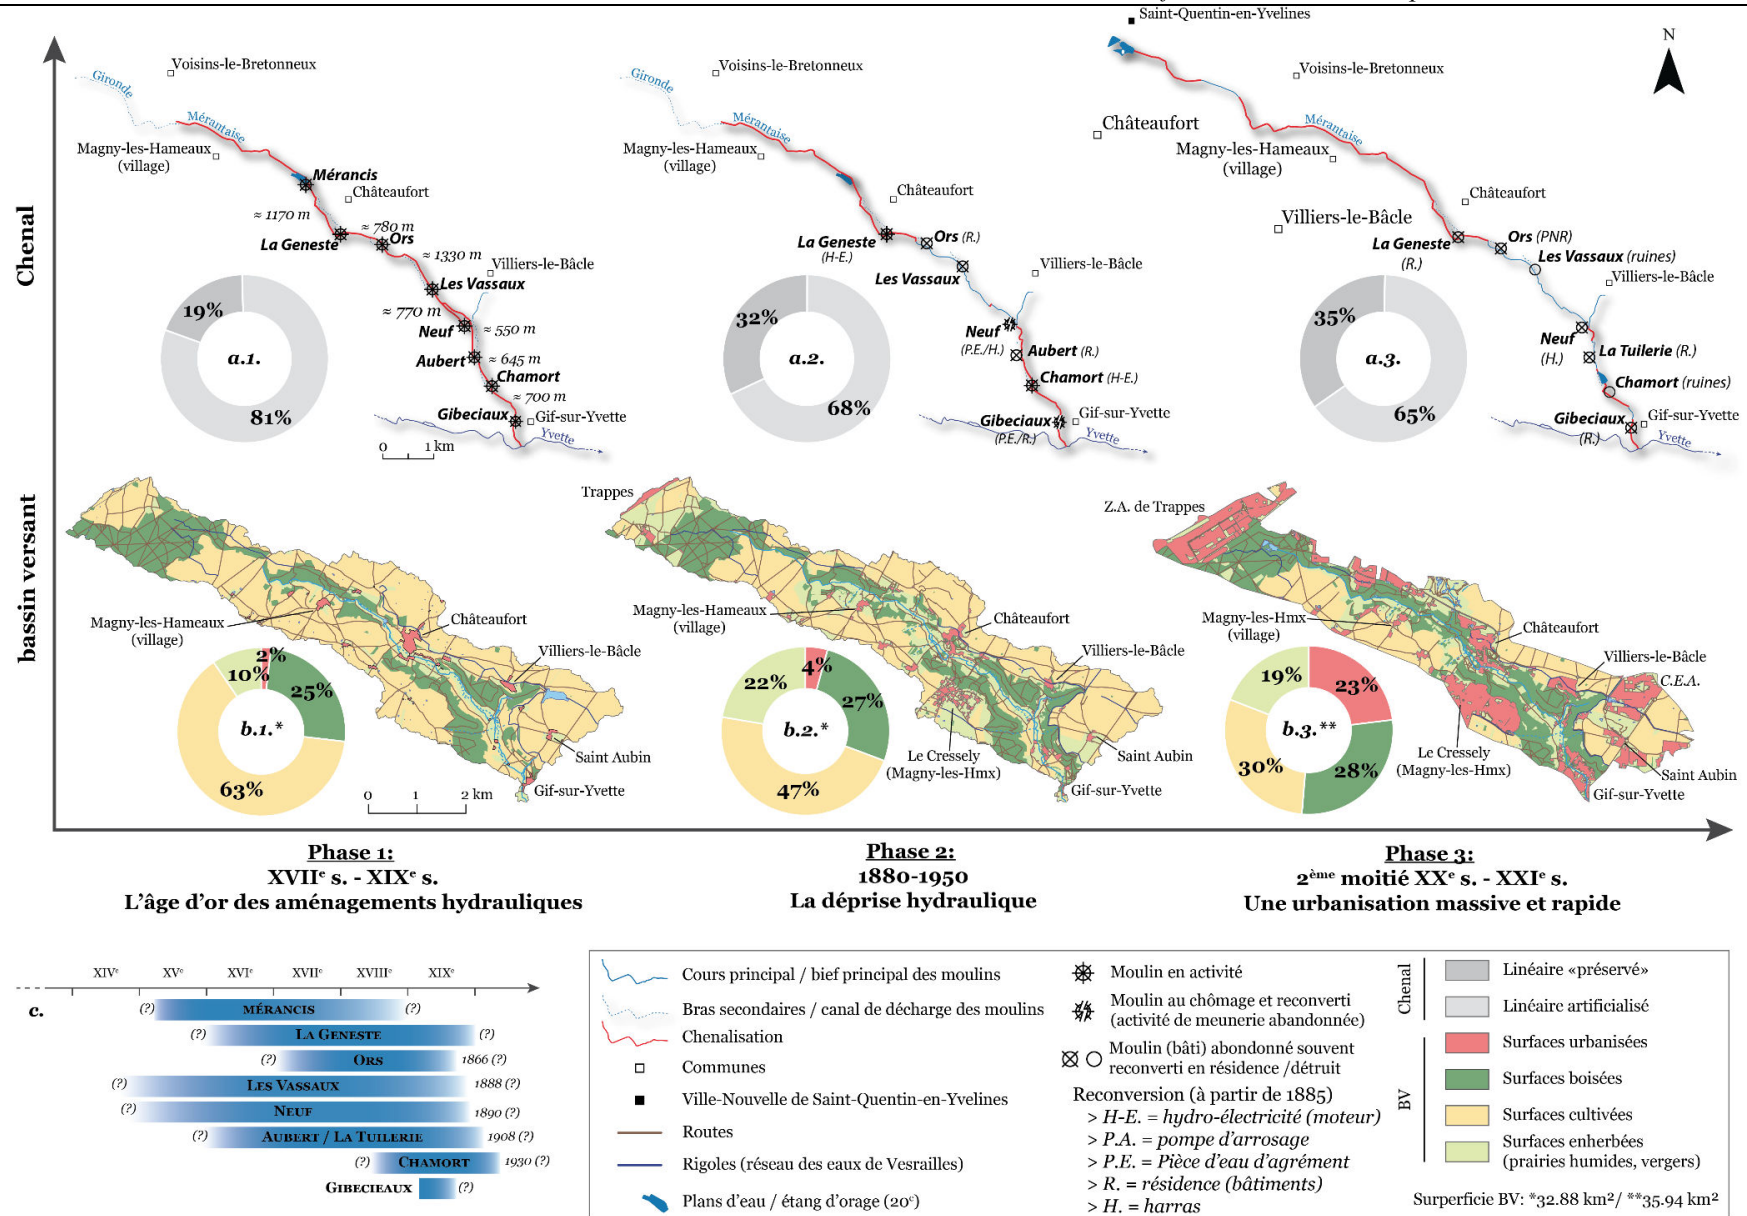 Saint-Quentin-en-Yvelines
N
Chenal
bassin versant
Voisins-le-Bretonneux
Gironde
Mérantaise
Magny-les-Hameaux
(village)
Mérancis
Châteaufort
≈ 1170 m
≈ 780 m
La Geneste
Ors
≈ 1330 m
Villiers-le-Bâcle
Les Vassaux
≈ 770 m
Neuf
≈ 550 m
Aubert
≈ 645 m
Chamort
≈ 700 m
Gibeciaux
Gif-sur-Yvette
Yvette
0 1 km
19%
a.1.
81%
Voisins-le-Bretonneux
Gironde
Mérantaise
Magny-les-Hameaux
(village)
Châteaufort
La Geneste
(H-E.)
Ors (R.)
Les Vassaux
Villiers-le-Bâcle
Neuf
(P.E./H.)
Aubert (R.)
Chamort (H-E.)
Gibeciaux
(P.E./R.)
Gif-sur-Yvette
Yvette
32%
a.2.
68%
Voisins-le-Bretonneux
Châteaufort
Mérantaise
Magny-les-Hameaux
(village)
Châteaufort
Villiers-le-Bâcle
La Geneste
(R.)
Ors (PNR)
Les Vassaux (ruines)
Villiers-le-Bâcle
Neuf
(H.)
La Tuilerie (R.)
Chamort (ruines)
Gibeciaux
(R.)
Gif-sur-Yvette
Yvette
35%
a.3.
65%
Magny-les-Hameaux
(village)
Châteaufort
Villiers-le-Bâcle
Saint Aubin
Gif-sur-Yvette
2%
10%
25%
b.1.*
63%
0 1 2 km
Trappes
Magny-les-Hameaux
(village)
Châteaufort
Villiers-le-Bâcle
Le Cressely
(Magny-les-Hmx)
Saint Aubin
Gif-sur-Yvette
4%
22%
27%
b.2.*
47%
Z.A. de Trappes
Magny-les-Hmx
(village)
Châteaufort
Villiers-le-Bâcle
C.E.A.
Le Cressely
(Magny-les-Hmx)
Saint Aubin
Gif-sur-Yvette
19%
23%
b.3.**
30%
28%
Phase 1:
XVIIᵉ s. - XIXᵉ s.
L'âge d'or des aménagements hydrauliques
Phase 2:
1880-1950
La déprise hydraulique
Phase 3:
2ème moitié XXᵉ s. - XXIᵉ s.
Une urbanisation massive et rapide
XIVᵉ XVᵉ XVIᵉ XVIIᵉ XVIIIᵉ XIXᵉ
c.
(?) MÉRANCIS (?)
(?) LA GENESTE (?)
(?) ORS 1866 (?)
(?) LES VASSAUX 1888 (?)
(?) NEUF 1890 (?)
(?) AUBERT / LA TUILERIE 1908 (?)
(?) CHAMORT 1930 (?)
GIBECIEAUX (?)
Cours principal / bief principal des moulins
Bras secondaires / canal de décharge des moulins
Chenalisation
Communes
Ville-Nouvelle de Saint-Quentin-en-Yvelines
Routes
Rigoles (réseau des eaux de Vesrailles)
Plans d'eau / étang d'orage (20ᶜ)
Moulin en activité
Moulin au chômage et reconverti
(activité de meunerie abandonnée)
Moulin (bâti) abondonné souvent
reconverti en résidence /détruit
Reconversion (à partir de 1885)
> H-E. = hydro-électricité (moteur)
> P.A. = pompe d'arrosage
> P.E. = Pièce d'eau d'agrément
> R. = résidence (bâtiments)
> H. = harras
Chenal
Linéaire «préservé»
Linéaire artificialisé
BV
Surfaces urbanisées
Surfaces boisées
Surfaces cultivées
Surfaces enherbées
(prairies humides, vergers)
Surperficie BV: *32.88 km²/ **35.94 km²